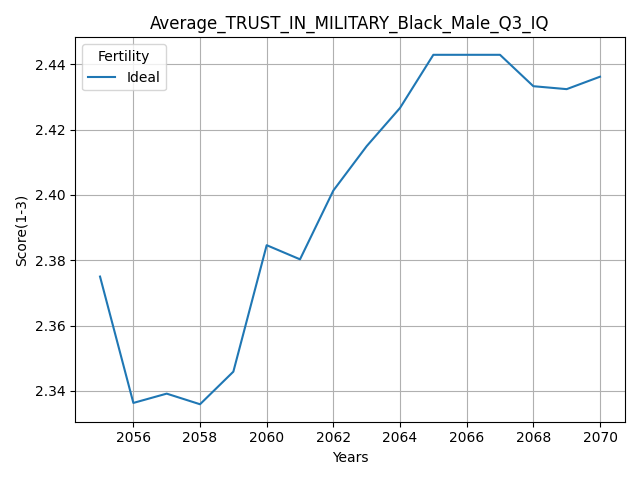 Average_TRUST_IN_MILITARY_Black_Male_Q3_IQ
Fertility
Ideal
Score(1-3)
2.44
2.42
2.40
2.38
2.36
2.34
2056 2058 2060 2062 2064 2066 2068 2070
Years